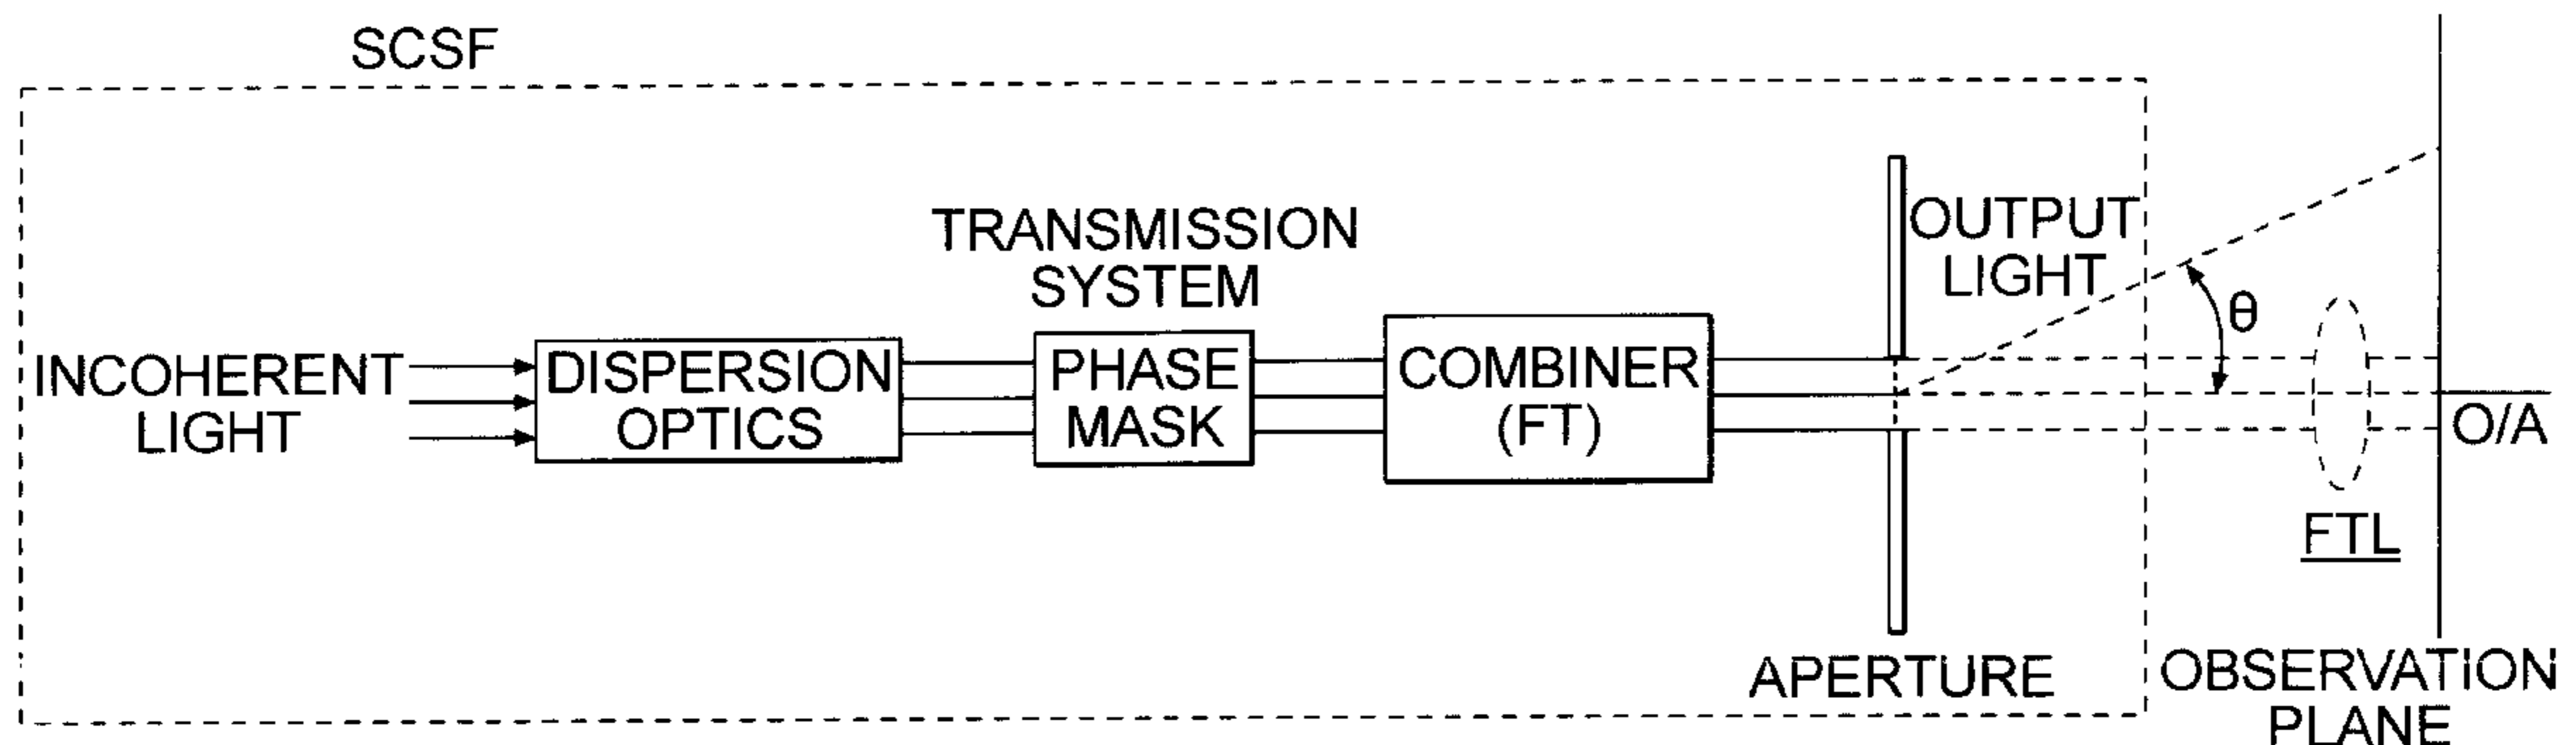 SCSF
INCOHERENT
LIGHT
DISPERSION
OPTICS
TRANSMISSION
SYSTEM
PHASE
MASK
COMBINER
(FT)
APERTURE
OUTPUT
LIGHT
θ
FTL
O/A
OBSERVATION
PLANE